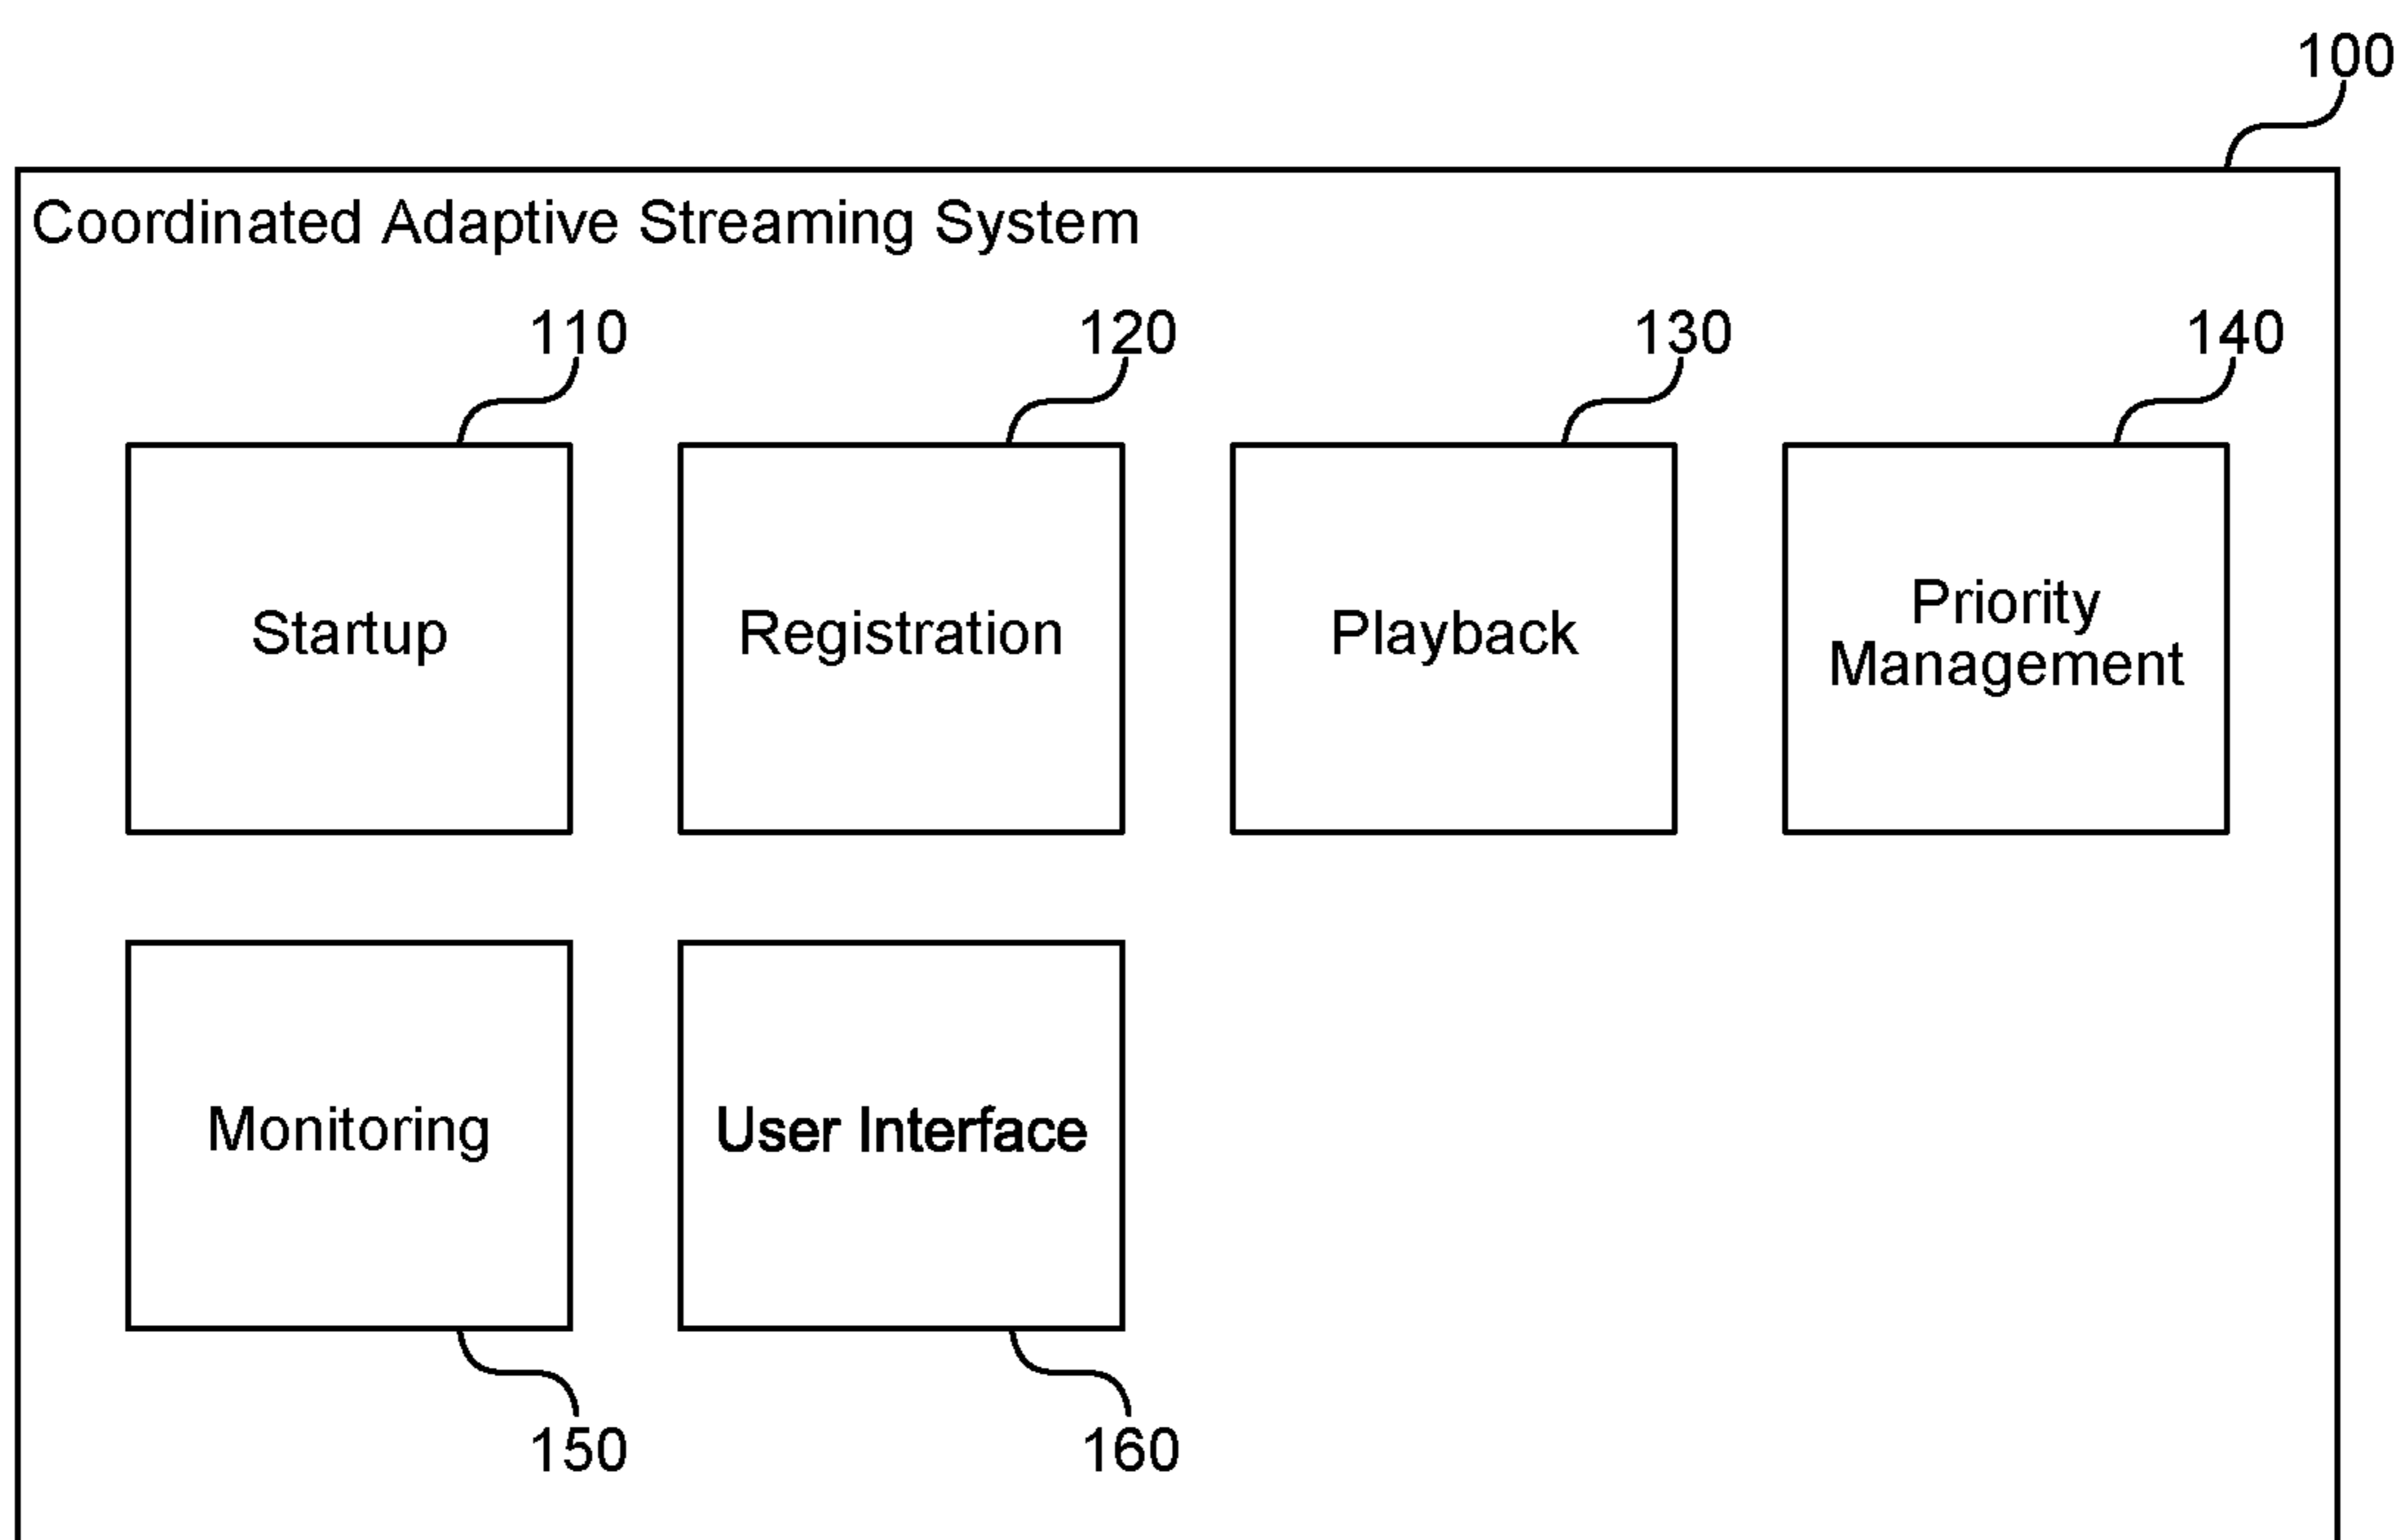 100
Coordinated Adaptive Streaming System
110
120
130
140
Startup
Registration
Playback
Priority
Management
Monitoring
User Interface
150
160